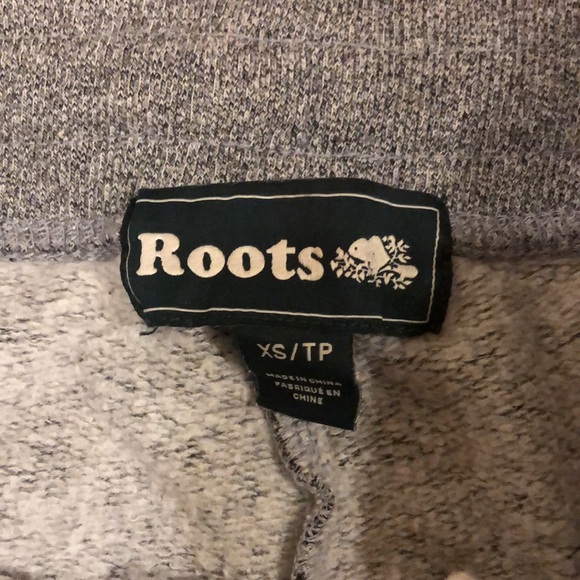 Roots
XS/TP
MADE IN CHINA
FABRIQUÉ EN
CHINE